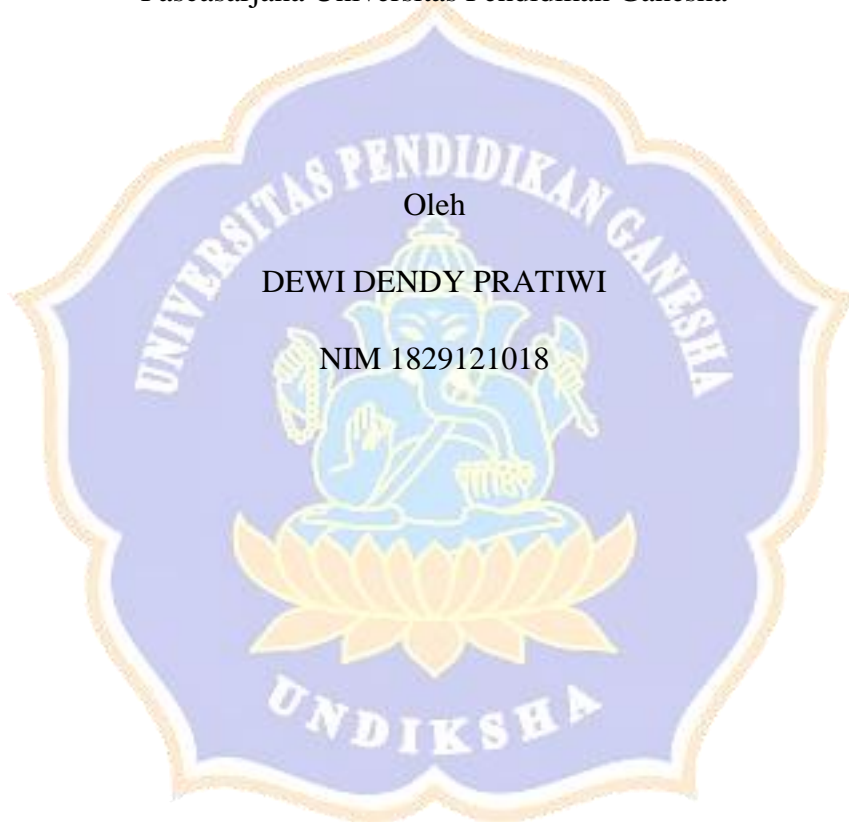 Pascasarjana Universitas Pendidikan Ganesha
UNIVERSITAS PENDIDIKAN GANESHA
Oleh
DEWI DENDY PRATIWI
NIM 1829121018
UNDIKSHA